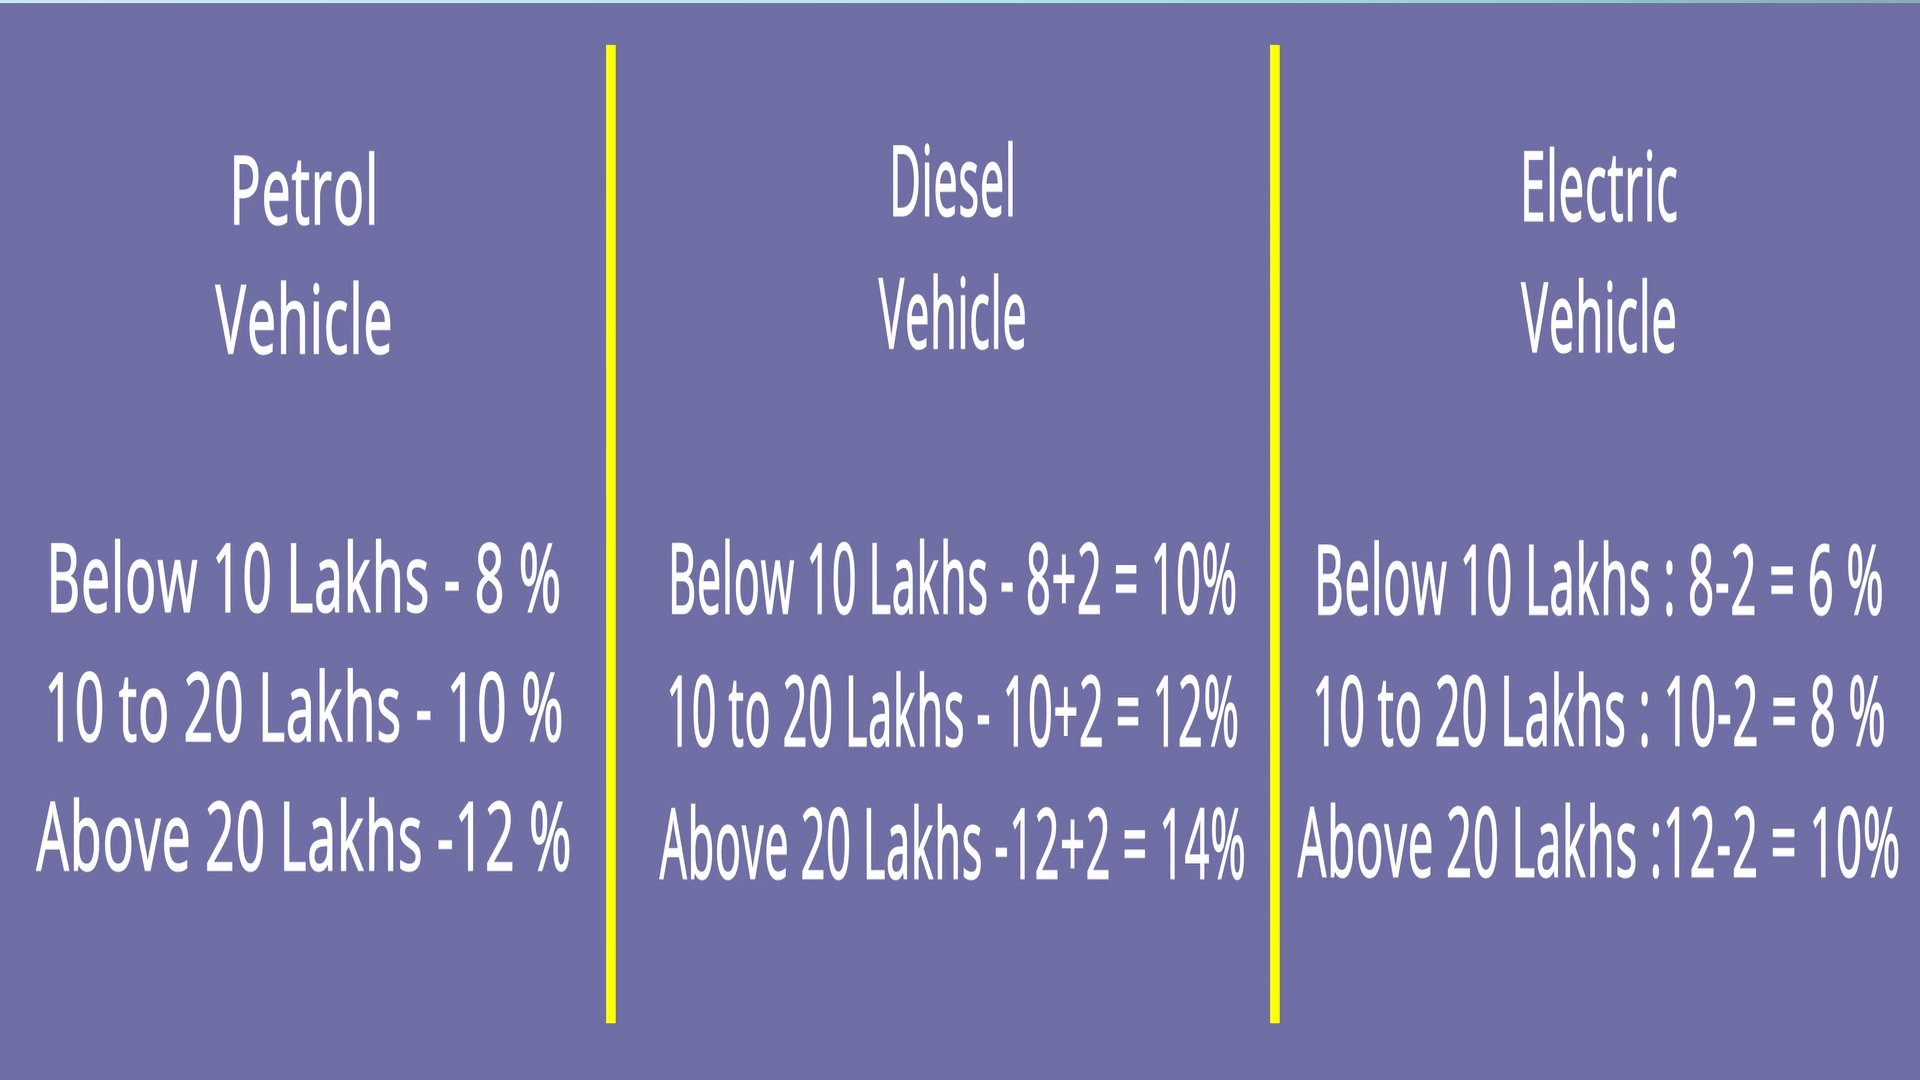 Petrol
Vehicle
Below 10 Lakhs - 8 %
10 to 20 Lakhs - 10 %
Above 20 Lakhs -12 %
Diesel
Vehicle
Below 10 Lakhs - 8+2 = 10%
10 to 20 Lakhs - 10+2 = 12%
Above 20 Lakhs -12+2 = 14%
Electric
Vehicle
Below 10 Lakhs : 8-2 = 6 %
10 to 20 Lakhs : 10-2 = 8 %
Above 20 Lakhs :12-2 = 10%